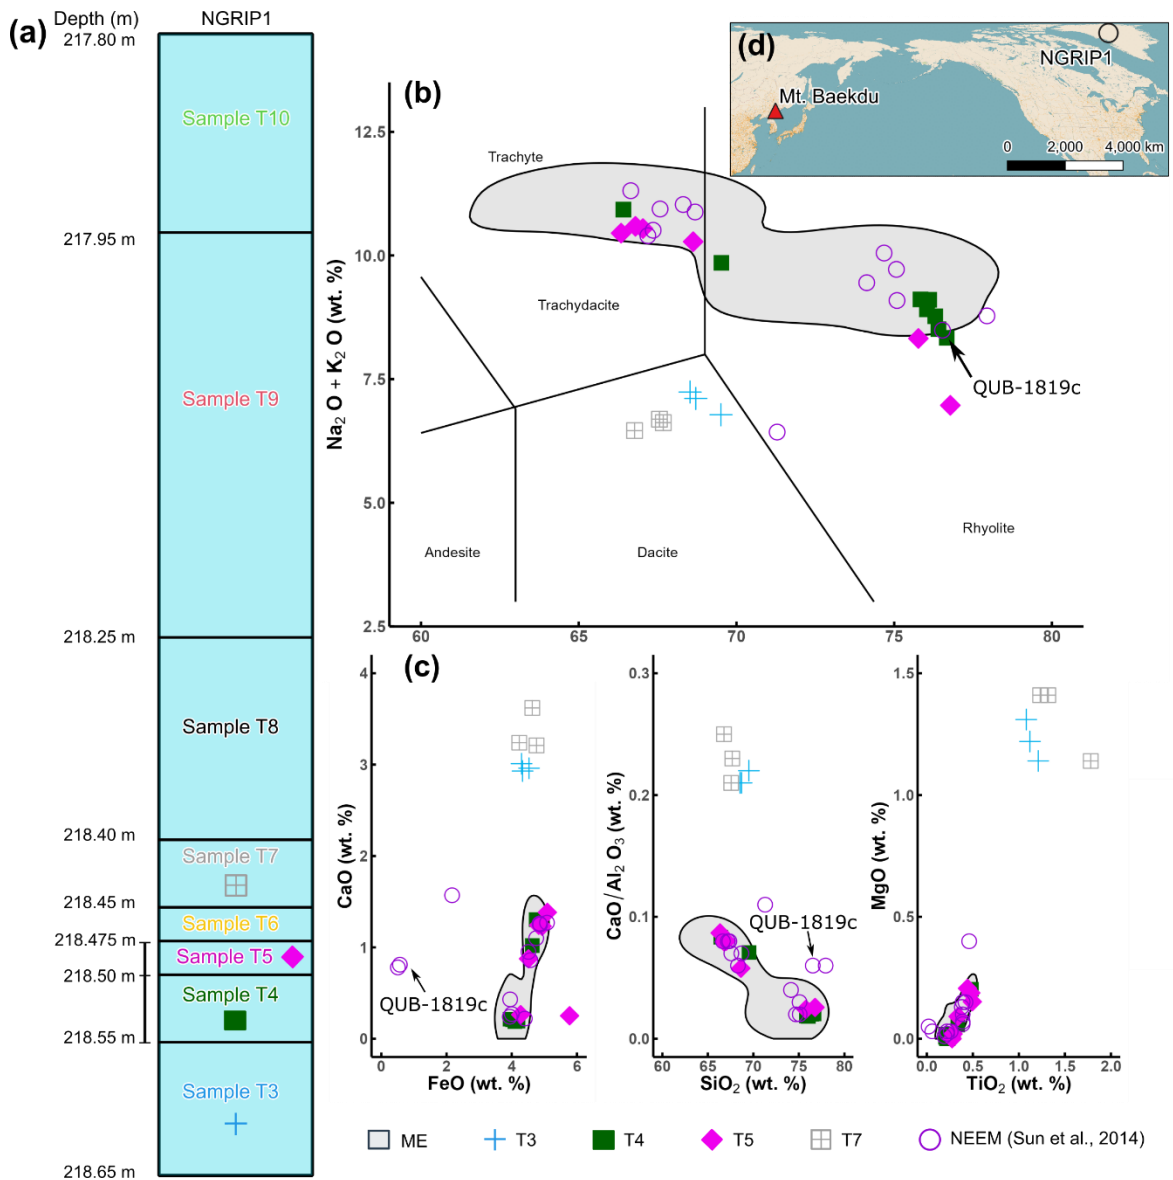 (a)
Depth (m)
NGRIP1
217.80 m
Sample T10
217.95 m
Sample T9
218.25 m
Sample T8
218.40 m
Sample T7
218.45 m
Sample T6
218.475 m
Sample T5
218.50 m
Sample T4
218.55 m
Sample T3
218.65 m
(b)
12.5
10.0
7.5
5.0
2.5
Na2 O + K2 O (wt. %)
Trachyte
Trachydacite
Andesite
Dacite
Rhyolite
QUB-1819c
60
65
70
75
80
(d)
NGRIP1
Mt. Baekdu
0 2,000 4,000 km
(c)
4
3
2
1
0
CaO (wt. %)
QUB-1819c
0 2 4 6
FeO (wt. %)
0.3
0.2
0.1
0.0
CaO/Al2 O3 (wt. %)
QUB-1819c
60 65 70 75 80
SiO2 (wt. %)
1.5
1.0
0.5
0.0
MgO (wt. %)
0.0 0.5 1.0 1.5 2.0
TiO2 (wt. %)
ME T3 T4 T5 T7 NEEM (Sun et al., 2014)